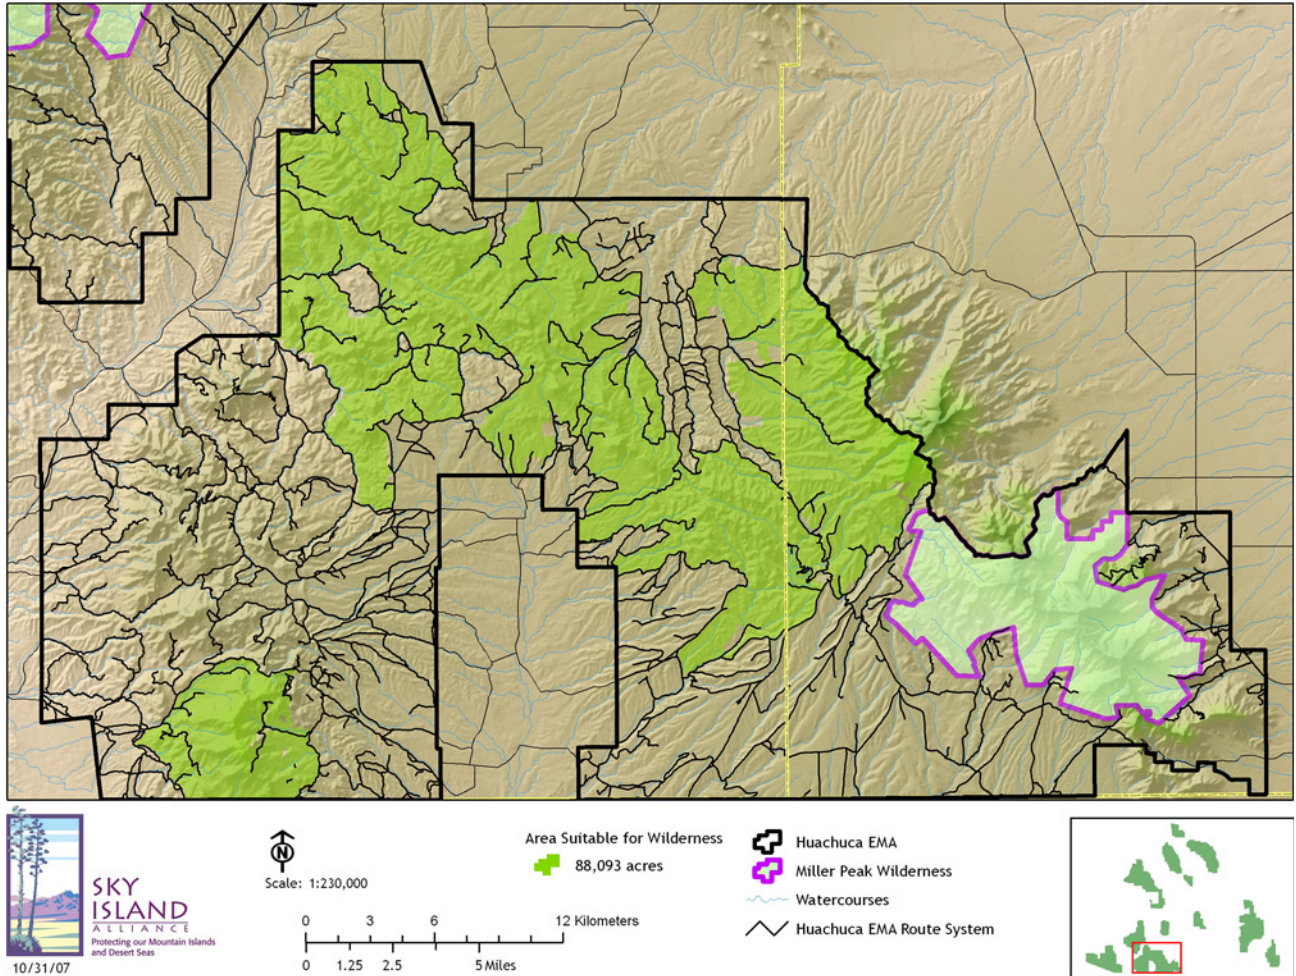 SKY
ISLAND
ALLIANCE
Protecting our Mountain Islands
and Desert Seas
10/31/07
N
Scale: 1:230,000
0 3 6 12 Kilometers
0 1.25 2.5 5 Miles
Area Suitable for Wilderness
88,093 acres
Huachuca EMA
Miller Peak Wilderness
Watercourses
Huachuca EMA Route System